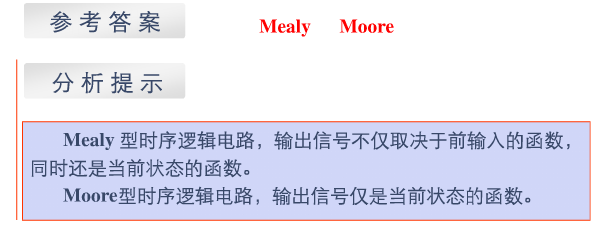 参考答案
Mealy Moore
分析提示
Mealy 型时序逻辑电路，输出信号不仅取决于前输入的函数，
同时还是当前状态的函数。
Moore型时序逻辑电路，输出信号仅是当前状态的函数。